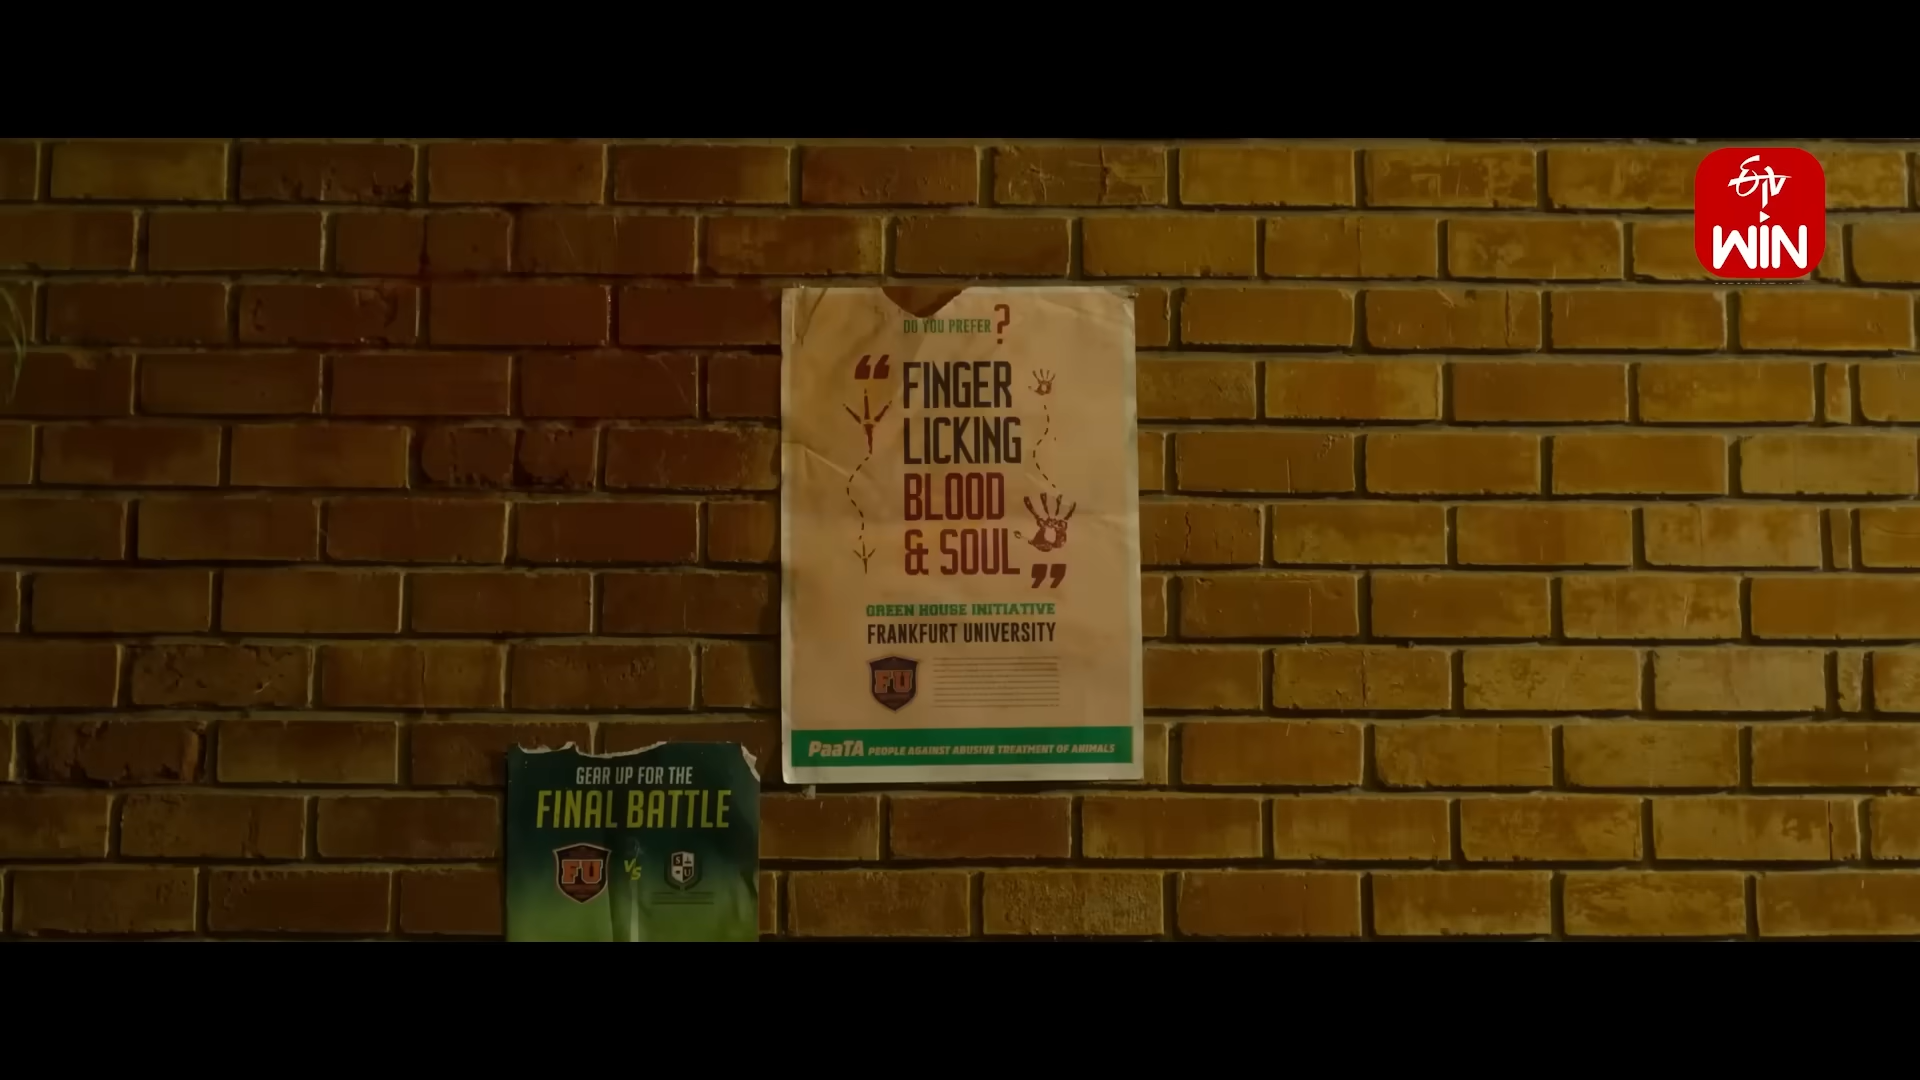 ఈటీవీ
WIN
DO YOU PREFER ?
“ FINGER
LICKING
BLOOD
& SOUL ”
GREEN HOUSE INITIATIVE
FRANKFURT UNIVERSITY
FU
PaaTA PEOPLE AGAINST ABUSIVE TREATMENT OF ANIMALS
GEAR UP FOR THE
FINAL BATTLE
FU VS